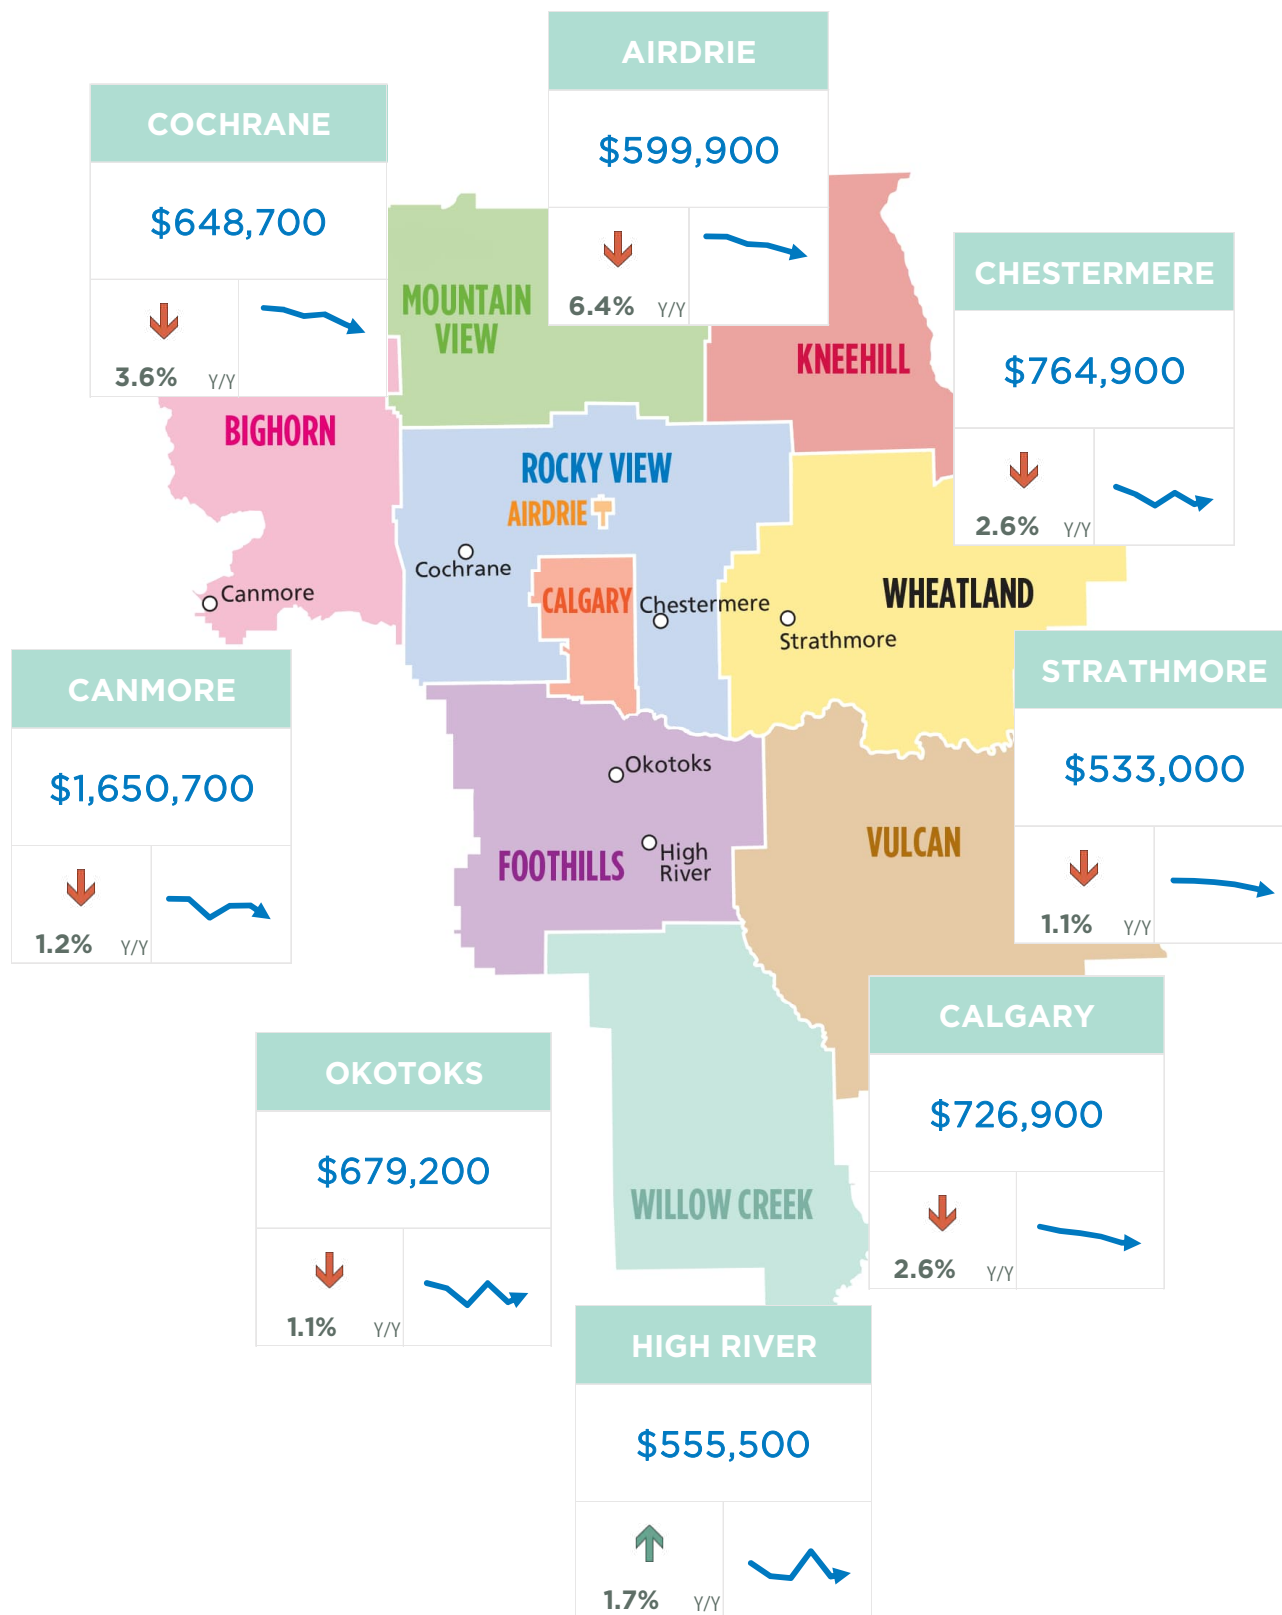 AIRDRIE
$599,900
6.4% Y/Y
COCHRANE
$648,700
3.6% Y/Y
CHESTERMERE
$764,900
2.6% Y/Y
MOUNTAIN
VIEW
KNEEHILL
BIGHORN
ROCKY VIEW
AIRDRIE
Cochrane
Canmore
CALGARY
Chestermere
WHEATLAND
Strathmore
CANMORE
$1,650,700
1.2% Y/Y
STRATHMORE
$533,000
1.1% Y/Y
Okotoks
High
River
FOOTHILLS
VULCAN
CALGARY
$726,900
2.6% Y/Y
OKOTOKS
$679,200
1.1% Y/Y
WILLOW CREEK
HIGH RIVER
$555,500
1.7% Y/Y